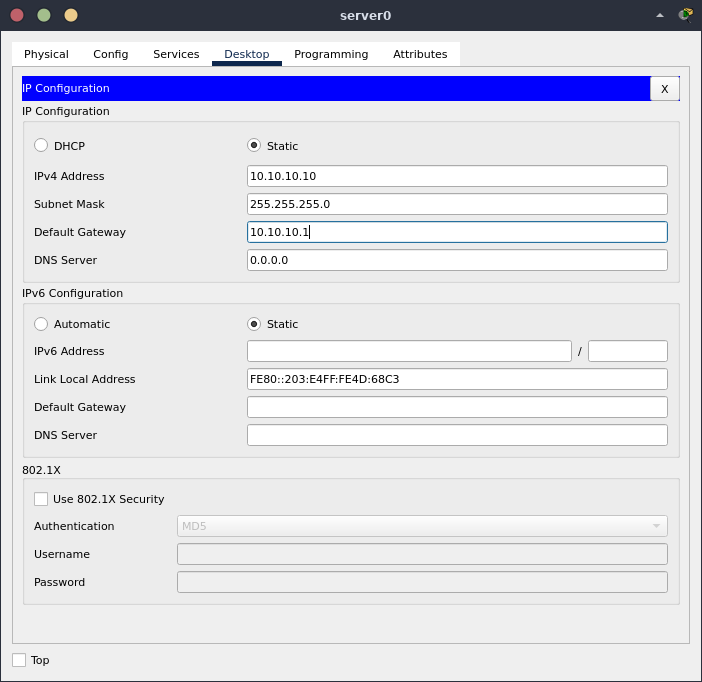 server0
Physical Config Services Desktop Programming Attributes
IP Configuration X
IP Configuration
DHCP Static
IPv4 Address 10.10.10.10
Subnet Mask 255.255.255.0
Default Gateway 10.10.10.1
DNS Server 0.0.0.0
IPv6 Configuration
Automatic Static
IPv6 Address /
Link Local Address FE80::203:E4FF:FE4D:68C3
Default Gateway
DNS Server
802.1X
Use 802.1X Security
Authentication MD5
Username
Password
Top